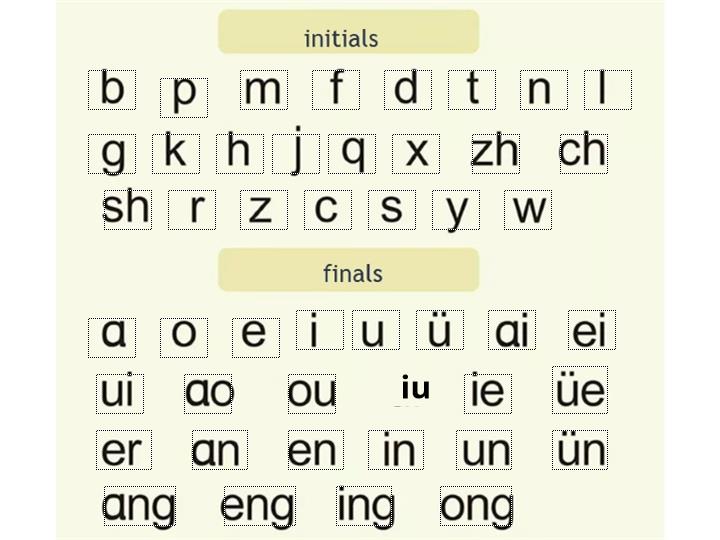 initials
b p m f d t n l
g k h j q x zh ch
sh r z c s y w
finals
ɑ o e i u ü ɑi ei
ui ɑo ou iu ie üe
er ɑn en in un ün
ɑng eng ing ong